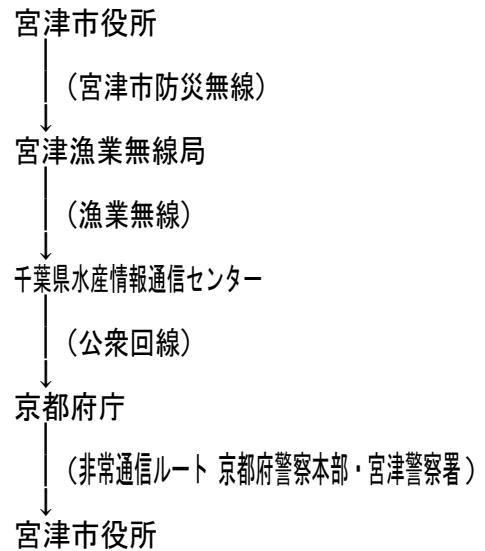 宮津市役所
（宮津市防災無線）
宮津漁業無線局
（漁業無線）
千葉県水産情報通信センター
（公衆回線）
京都府庁
（非常通信ルート 京都府警察本部・宮津警察署）
宮津市役所